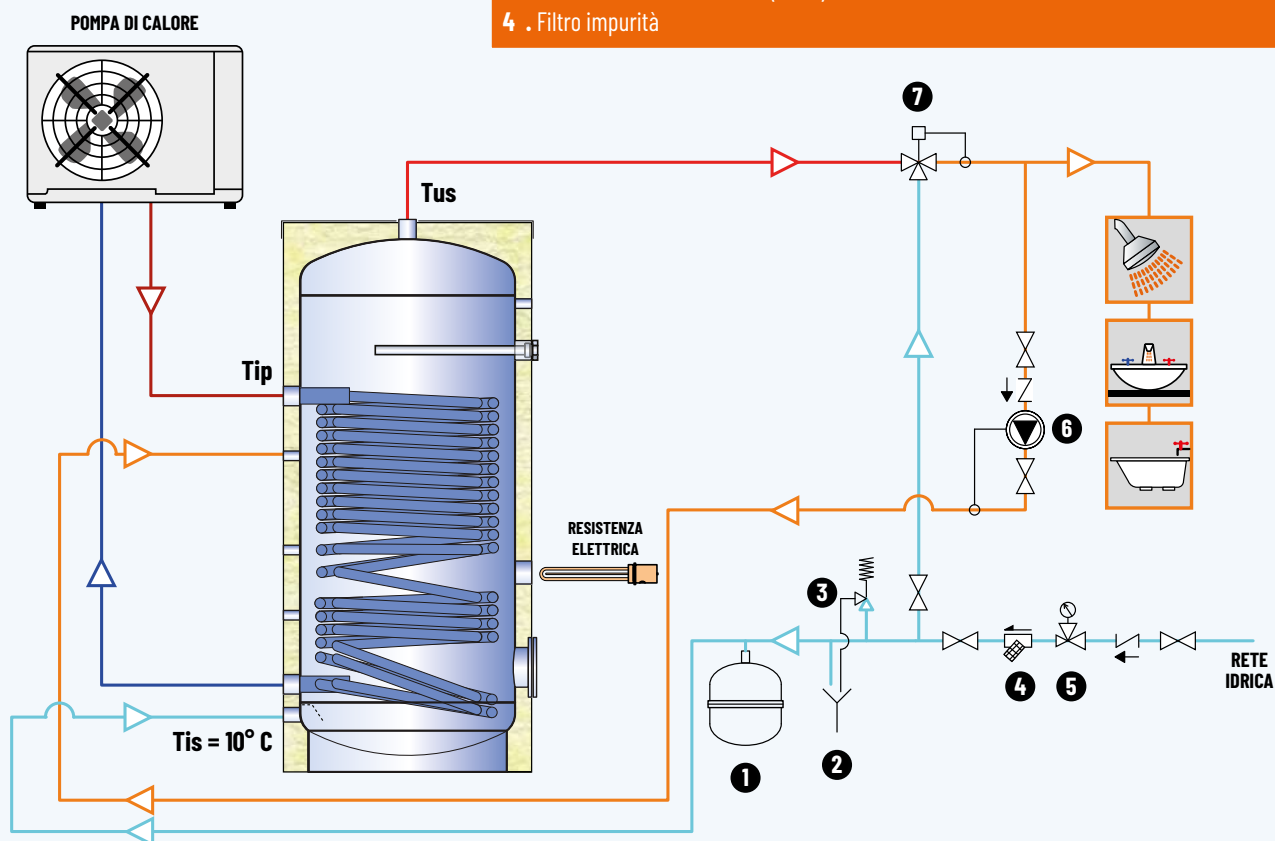 4 . Filtro impurità
POMPA DI CALORE
7
Tus
Tip
6
RESISTENZA
ELETTRICA
3
RETE
IDRICA
4
5
Tis = 10° C
1
2